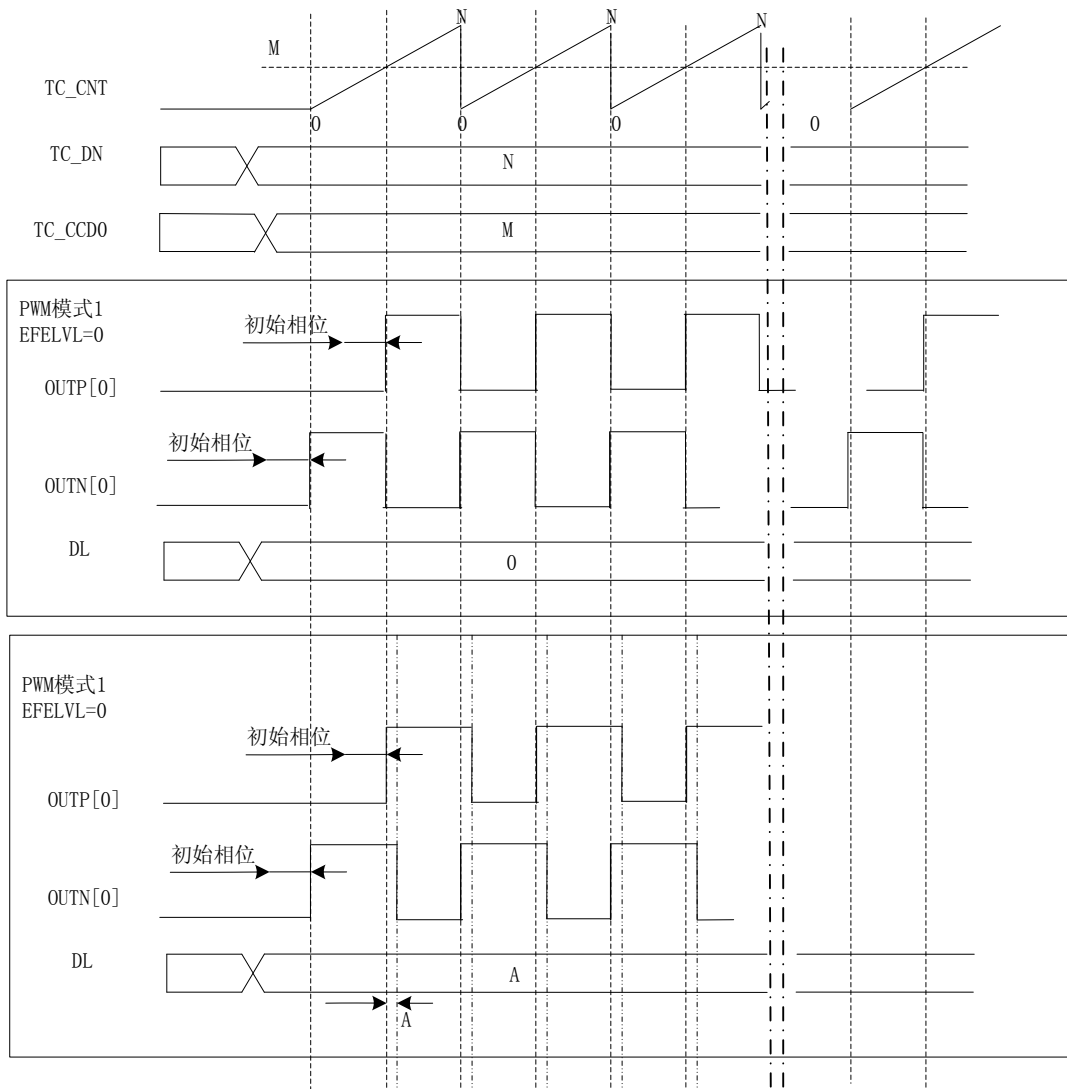 N N N
M
TC_CNT
0 0 0 0
TC_DN N
TC_CCD0 M
PWM模式1
EFELVL=0
初始相位
OUTP[0]
初始相位
OUTN[0]
DL 0
PWM模式1
EFELVL=0
初始相位
OUTP[0]
初始相位
OUTN[0]
DL A
A